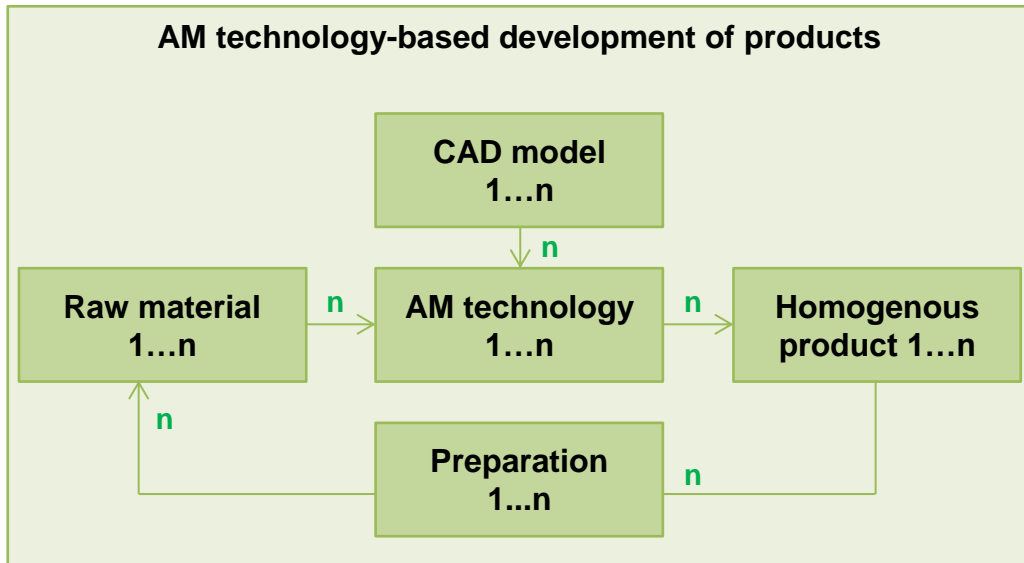 AM technology-based development of products
CAD model
1…n
n
Raw material
1…n
n
AM technology
1…n
n
Homogenous
product 1…n
n
Preparation
1...n
n